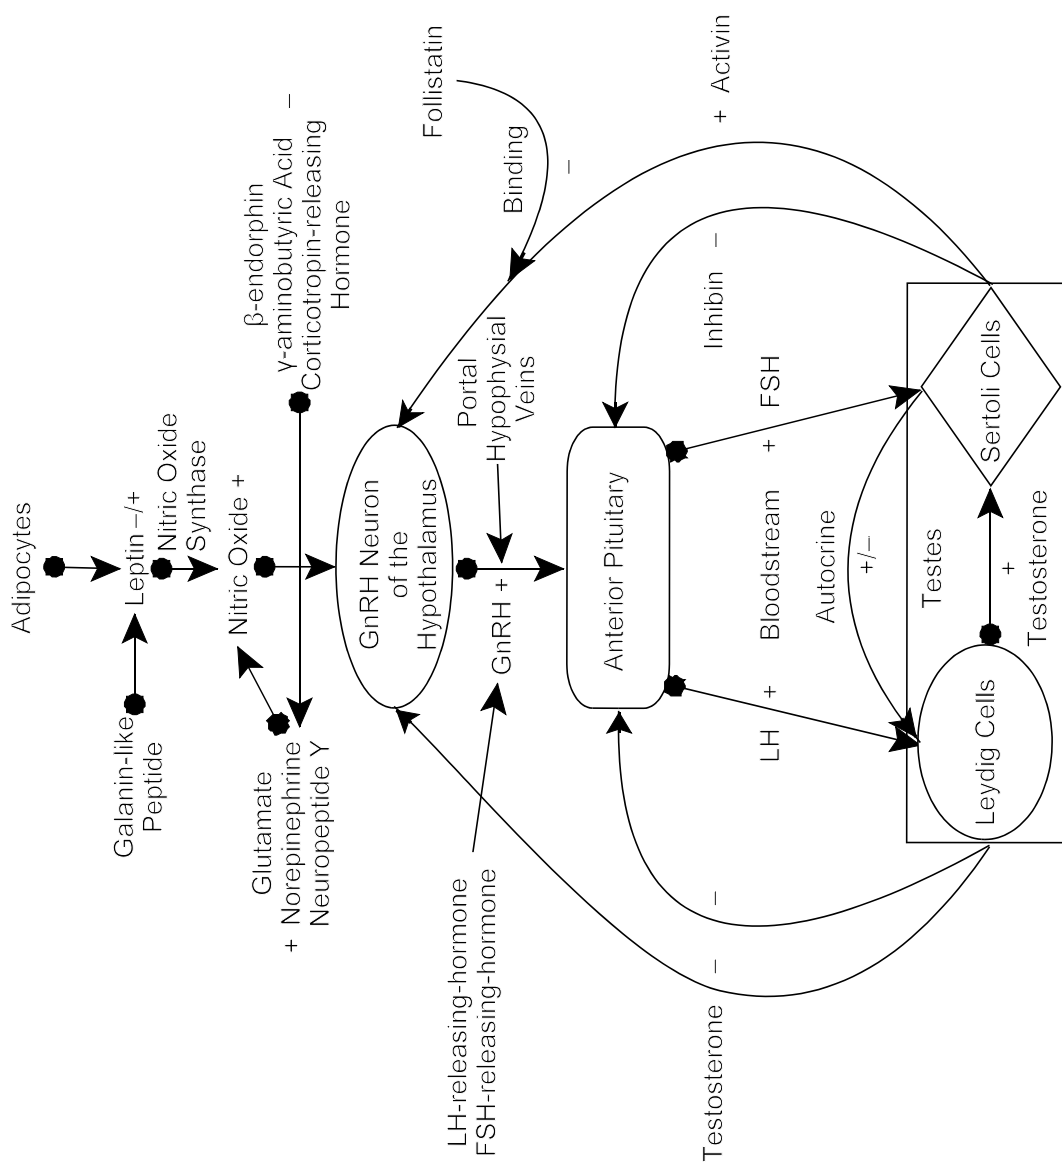 Adipocytes
Galanin-like
Peptide
Leptin –/+
Nitric Oxide
Synthase
Nitric Oxide +
Glutamate
+ Norepinephrine
Neuropeptide Y
β-endorphin
γ-aminobutyric Acid –
Corticotropin-releasing
Hormone
GnRH Neuron
of the
Hypothalamus
Follistatin
Binding
–
LH-releasing-hormone
FSH-releasing-hormone
GnRH +
Portal
Hypophysial
Veins
Anterior Pituitary
Testosterone – –
Inhibin –
+ Activin
LH + Bloodstream + FSH
Autocrine
+/–
Testes
Leydig Cells
Sertoli Cells
+
Testosterone